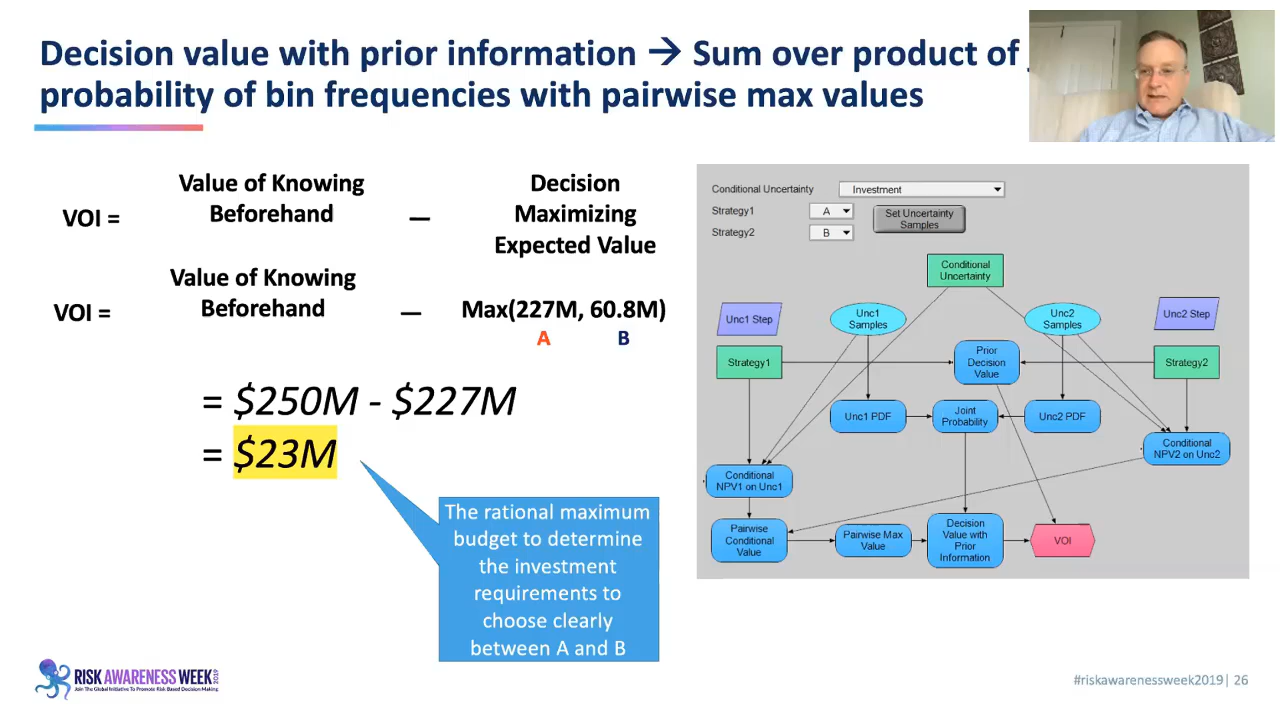 Decision value with prior information → Sum over product of
probability of bin frequencies with pairwise max values
VOI =
Value of Knowing
Beforehand
—
Decision
Maximizing
Expected Value
VOI =
Value of Knowing
Beforehand
—
Max(227M, 60.8M)
A
B
= $250M - $227M
= $23M
The rational maximum
budget to determine
the investment
requirements to
choose clearly
between A and B
Conditional Uncertainty
Investment
Strategy1
A
Strategy2
B
Set Uncertainty
Samples
Conditional
Uncertainty
Unc1 Step
Unc1
Samples
Unc2
Samples
Unc2 Step
Strategy1
Prior
Decision
Value
Strategy2
Unc1 PDF
Joint
Probability
Unc2 PDF
Conditional
NPV2 on Unc2
Conditional
NPV1 on Unc1
Pairwise
Conditional
Value
Pairwise Max
Value
Decision
Value with
Prior
Information
VOI
RISK AWARENESS WEEK 2019
Join The Global Initiative To Promote Risk Based Decision Making
#riskawarenessweek2019| 26